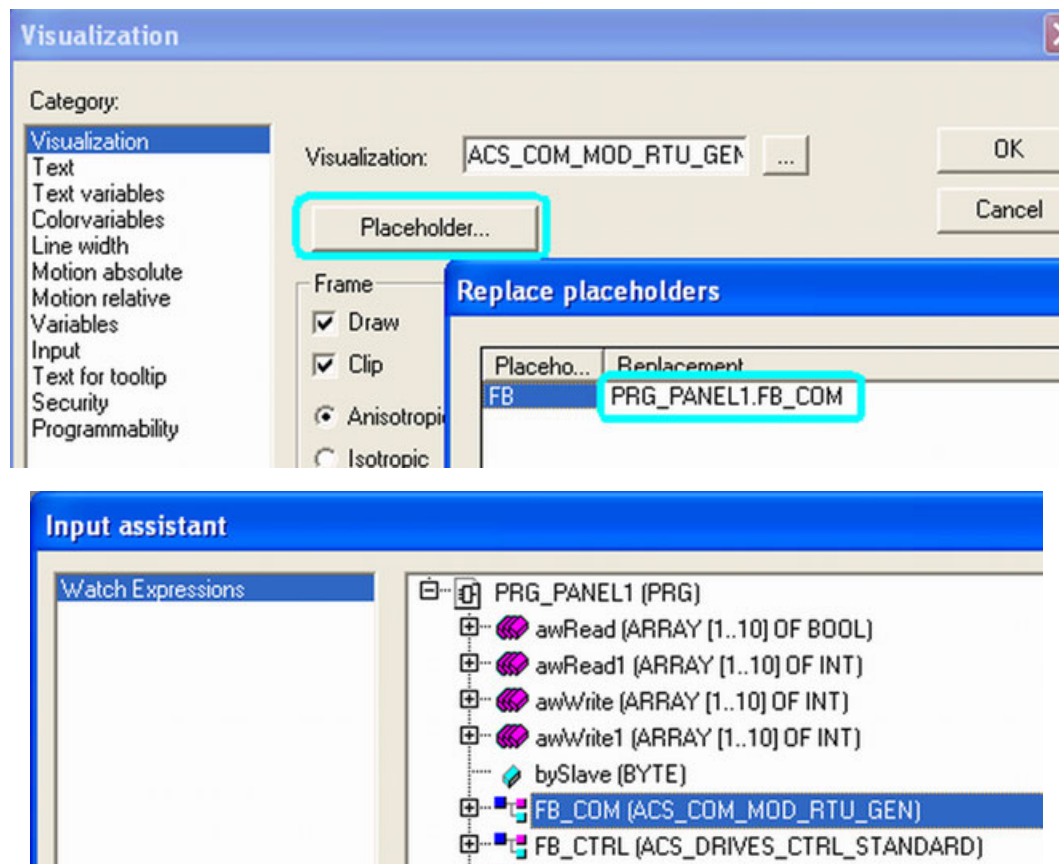 Visualization
Category:
Visualization
Text
Text variables
Colorvariables
Line width
Motion absolute
Motion relative
Variables
Input
Text for tooltip
Security
Programmability
Visualization: ACS_COM_MOD_RTU_GEN ...
OK
Cancel
Placeholder...
Frame
Draw
Clip
Anisotropic
Isotropic
Replace placeholders
Placeho... Replacement
FB PRG_PANEL1.FB_COM
Input assistant
Watch Expressions
PRG_PANEL1 (PRG)
awRead (ARRAY [1..10] OF BOOL)
awRead1 (ARRAY [1..10] OF INT)
awWrite (ARRAY [1..10] OF INT)
awWrite1 (ARRAY [1..10] OF INT)
bySlave (BYTE)
FB_COM (ACS_COM_MOD_RTU_GEN)
FB_CTRL (ACS_DRIVES_CTRL_STANDARD)